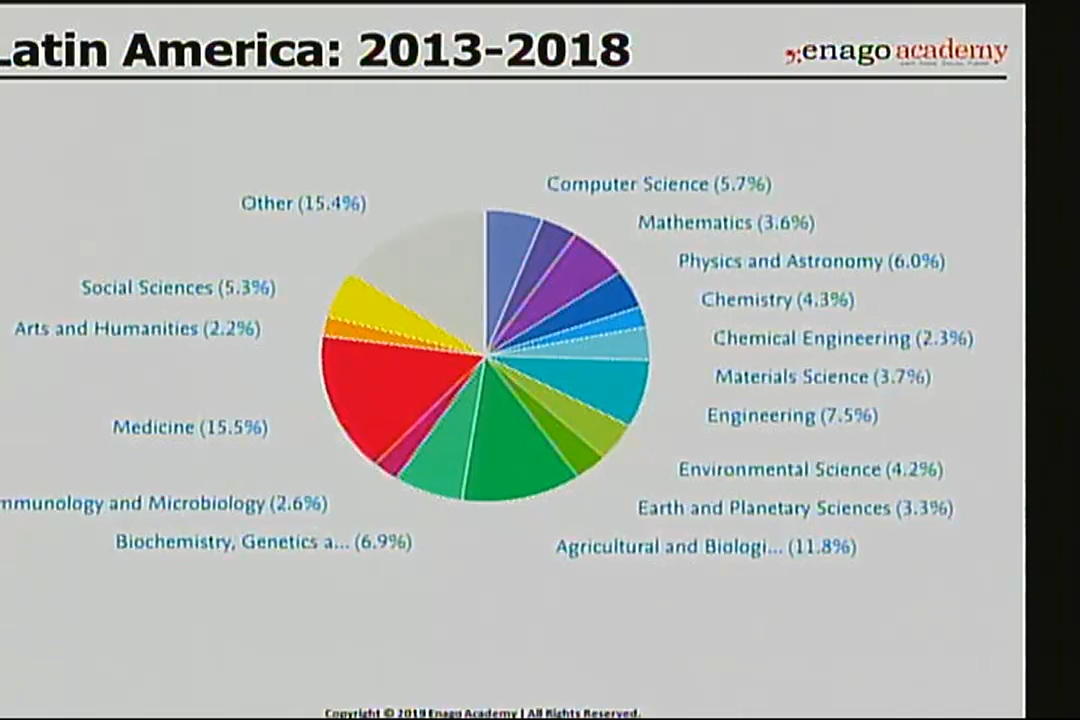 Latin America: 2013-2018
enago academy
Other (15.4%)
Computer Science (5.7%)
Mathematics (3.6%)
Physics and Astronomy (6.0%)
Social Sciences (5.3%)
Chemistry (4.3%)
Arts and Humanities (2.2%)
Chemical Engineering (2.3%)
Materials Science (3.7%)
Engineering (7.5%)
Medicine (15.5%)
Environmental Science (4.2%)
mmunology and Microbiology (2.6%)
Earth and Planetary Sciences (3.3%)
Biochemistry, Genetics a... (6.9%)
Agricultural and Biologi... (11.8%)
Copyright © 2019 Enago Academy | All Rights Reserved.